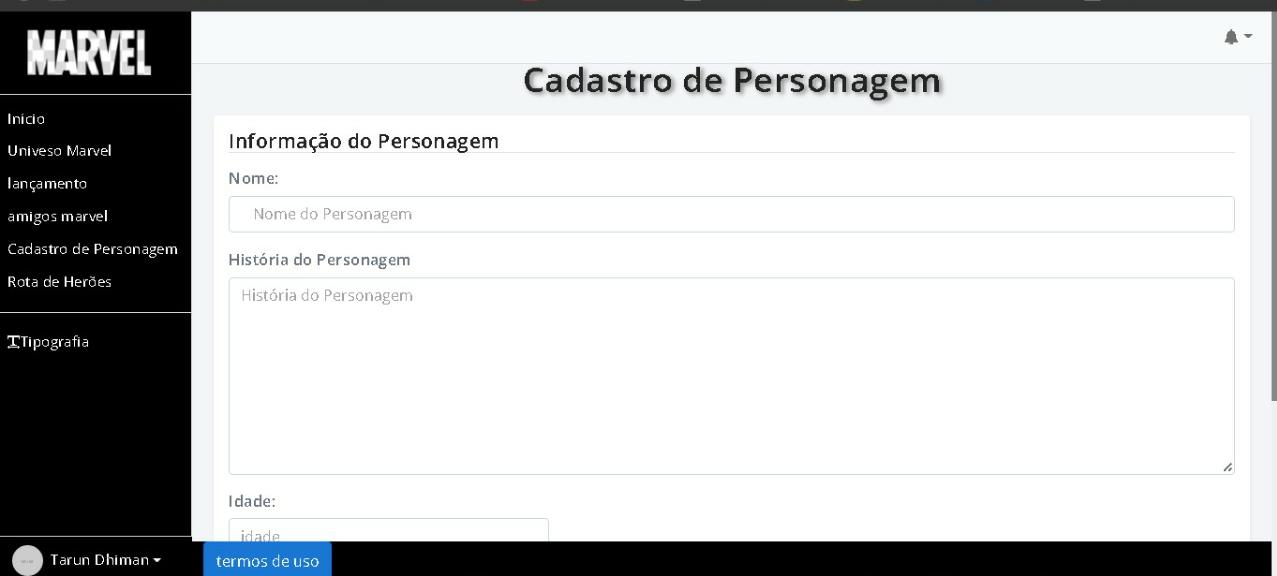 MARVEL
Inicio
Univeso Marvel
lançamento
amigos marvel
Cadastro de Personagem
Rota de Herões
Tipografia
Tarun Dhiman
Cadastro de Personagem
Informação do Personagem
Nome:
Nome do Personagem
História do Personagem
História do Personagem
Idade:
idade
termos de uso